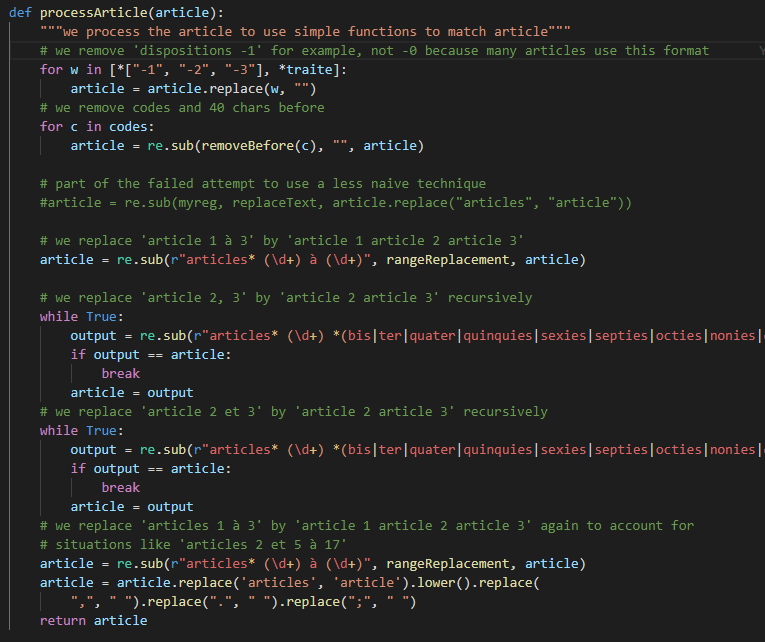 def processArticle(article):
    """we process the article to use simple functions to match article"""
    # we remove 'dispositions -1' for example, not -0 because many articles use this format
    for w in [*["-1", "-2", "-3"], *traite]:
        article = article.replace(w, "")
    # we remove codes and 40 chars before
    for c in codes:
        article = re.sub(removeBefore(c), "", article)
    # part of the failed attempt to use a less naive technique
    #article = re.sub(myreg, replaceText, article.replace("articles", "article"))
    # we replace 'article 1 à 3' by 'article 1 article 2 article 3'
    article = re.sub(r"articles* (\d+) à (\d+)", rangeReplacement, article)
    # we replace 'article 2, 3' by 'article 2 article 3' recursively
    while True:
        output = re.sub(r"articles* (\d+) *(bis|ter|quater|quinquies|sexies|septies|octies|nonies|
        if output == article:
            break
        article = output
    # we replace 'article 2 et 3' by 'article 2 article 3' recursively
    while True:
        output = re.sub(r"articles* (\d+) *(bis|ter|quater|quinquies|sexies|septies|octies|nonies|
        if output == article:
            break
        article = output
    # we replace 'articles 1 à 3' by 'article 1 article 2 article 3' again to account for
    # situations like 'articles 2 et 5 à 17'
    article = re.sub(r"articles* (\d+) à (\d+)", rangeReplacement, article)
    article = article.replace('articles', 'article').lower().replace(
        ",", " ").replace(".", " ").replace(";", " ")
    return article